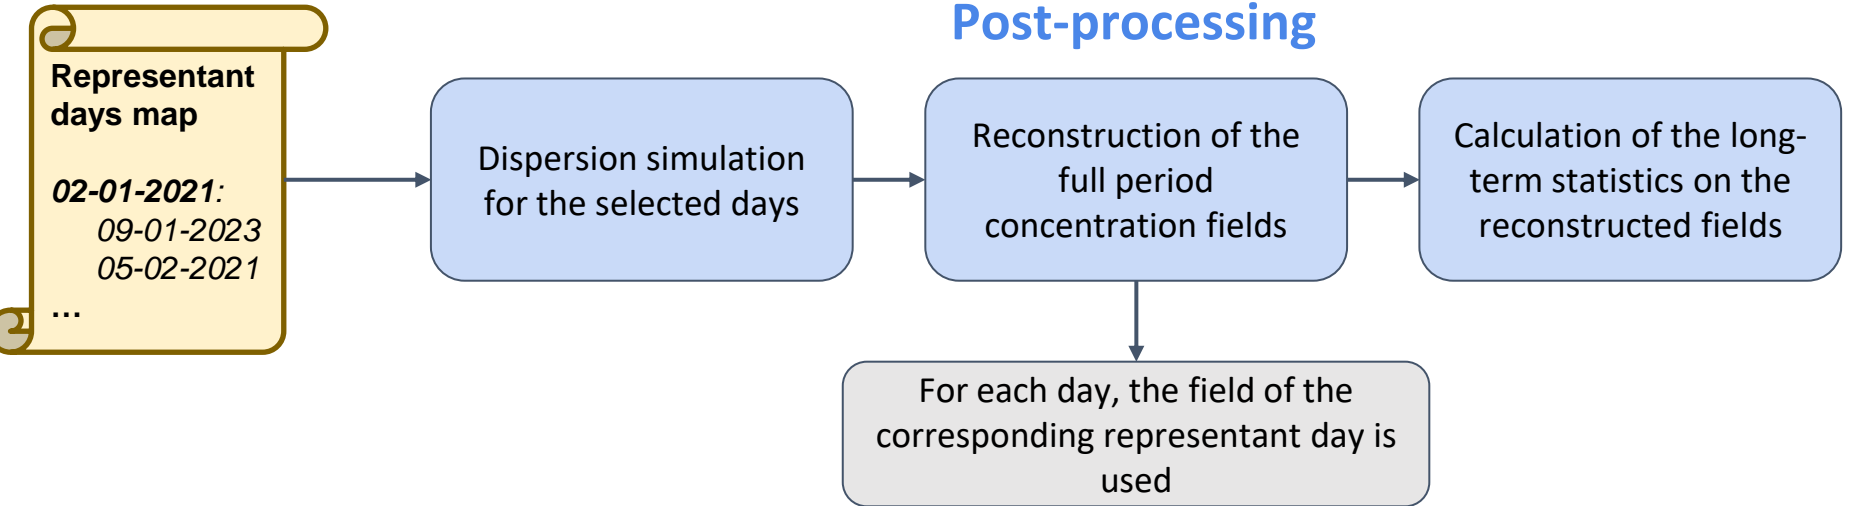 Post-processing
Representant
days map
02-01-2021:
09-01-2023
05-02-2021
...
Dispersion simulation
for the selected days
Reconstruction of the
full period
concentration fields
Calculation of the long-
term statistics on the
reconstructed fields
For each day, the field of the
corresponding representant day is
used